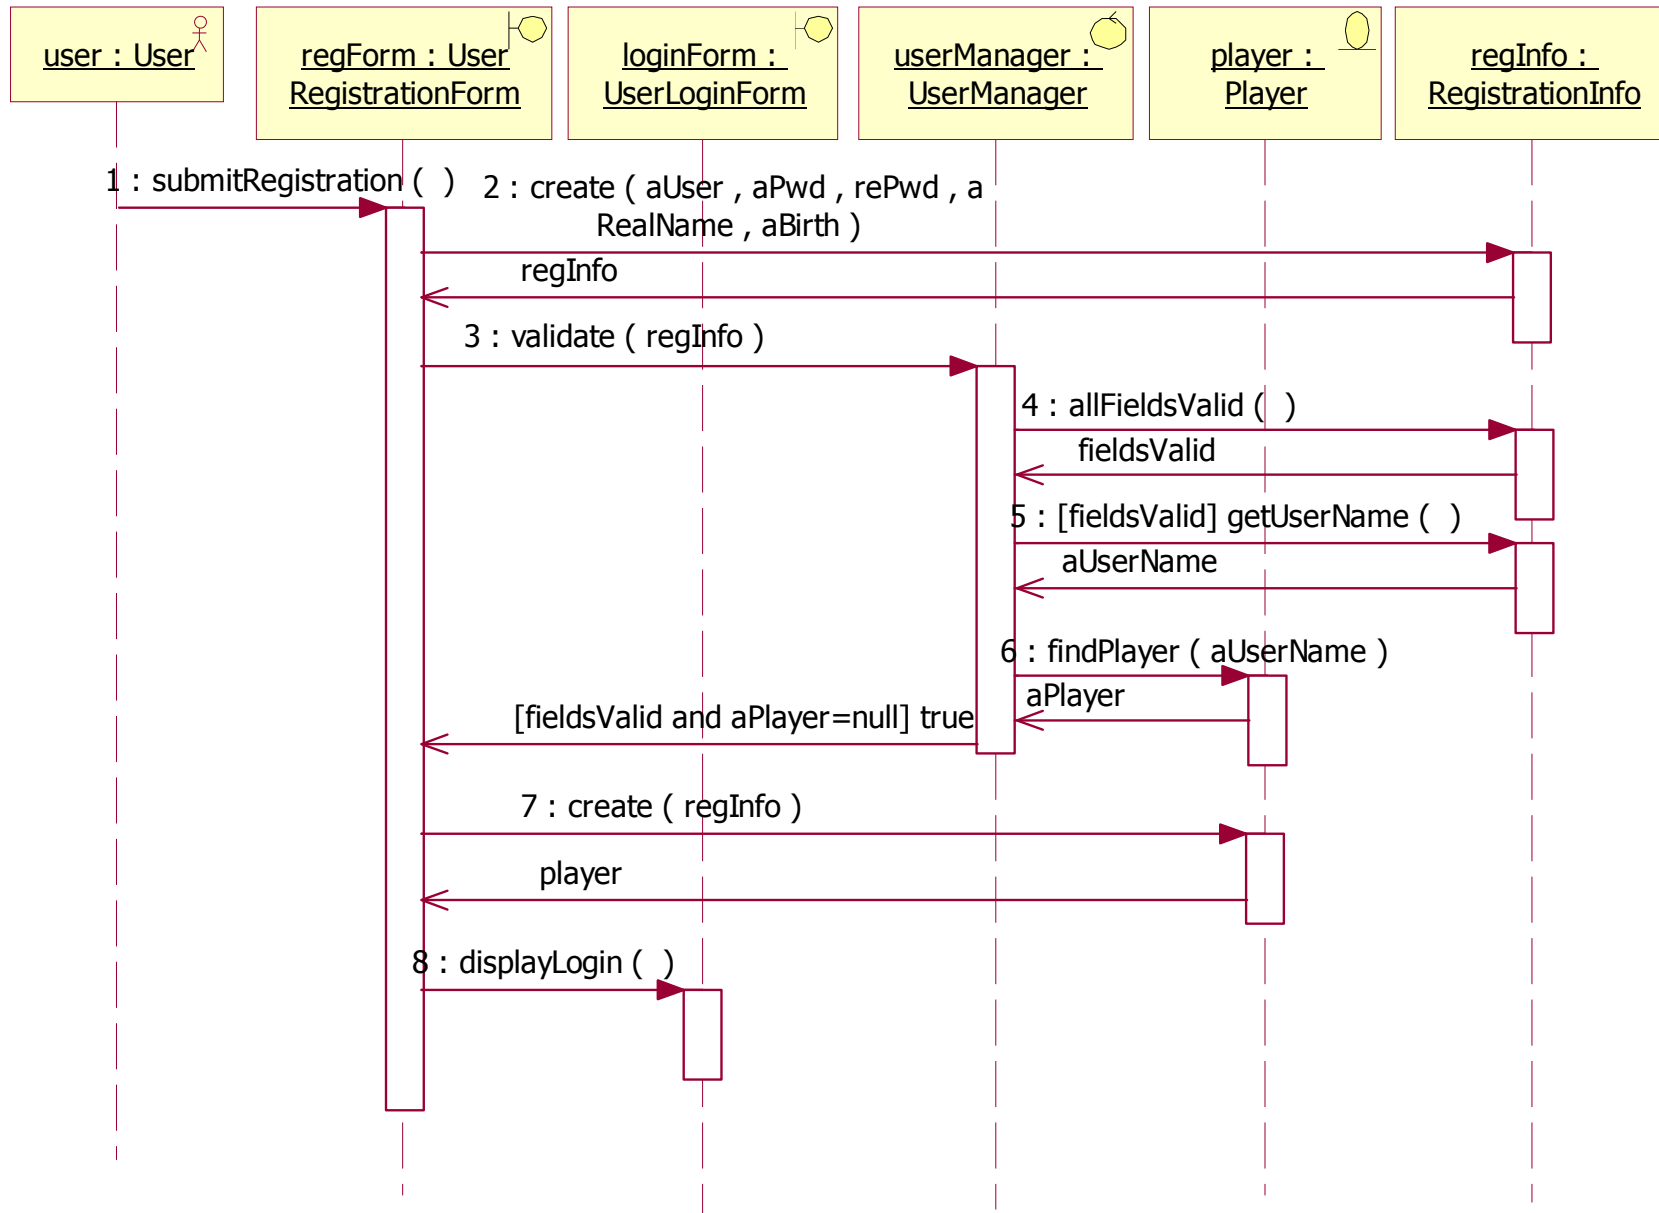 user : User
regForm : User
RegistrationForm
loginForm :
UserLoginForm
userManager :
UserManager
player :
Player
regInfo :
RegistrationInfo
1 : submitRegistration ( )
2 : create ( aUser , aPwd , rePwd , a
RealName , aBirth )
regInfo
3 : validate ( regInfo )
4 : allFieldsValid ( )
fieldsValid
5 : [fieldsValid] getUserName ( )
aUserName
6 : findPlayer ( aUserName )
aPlayer
[fieldsValid and aPlayer=null] true
7 : create ( regInfo )
player
8 : displayLogin ( )